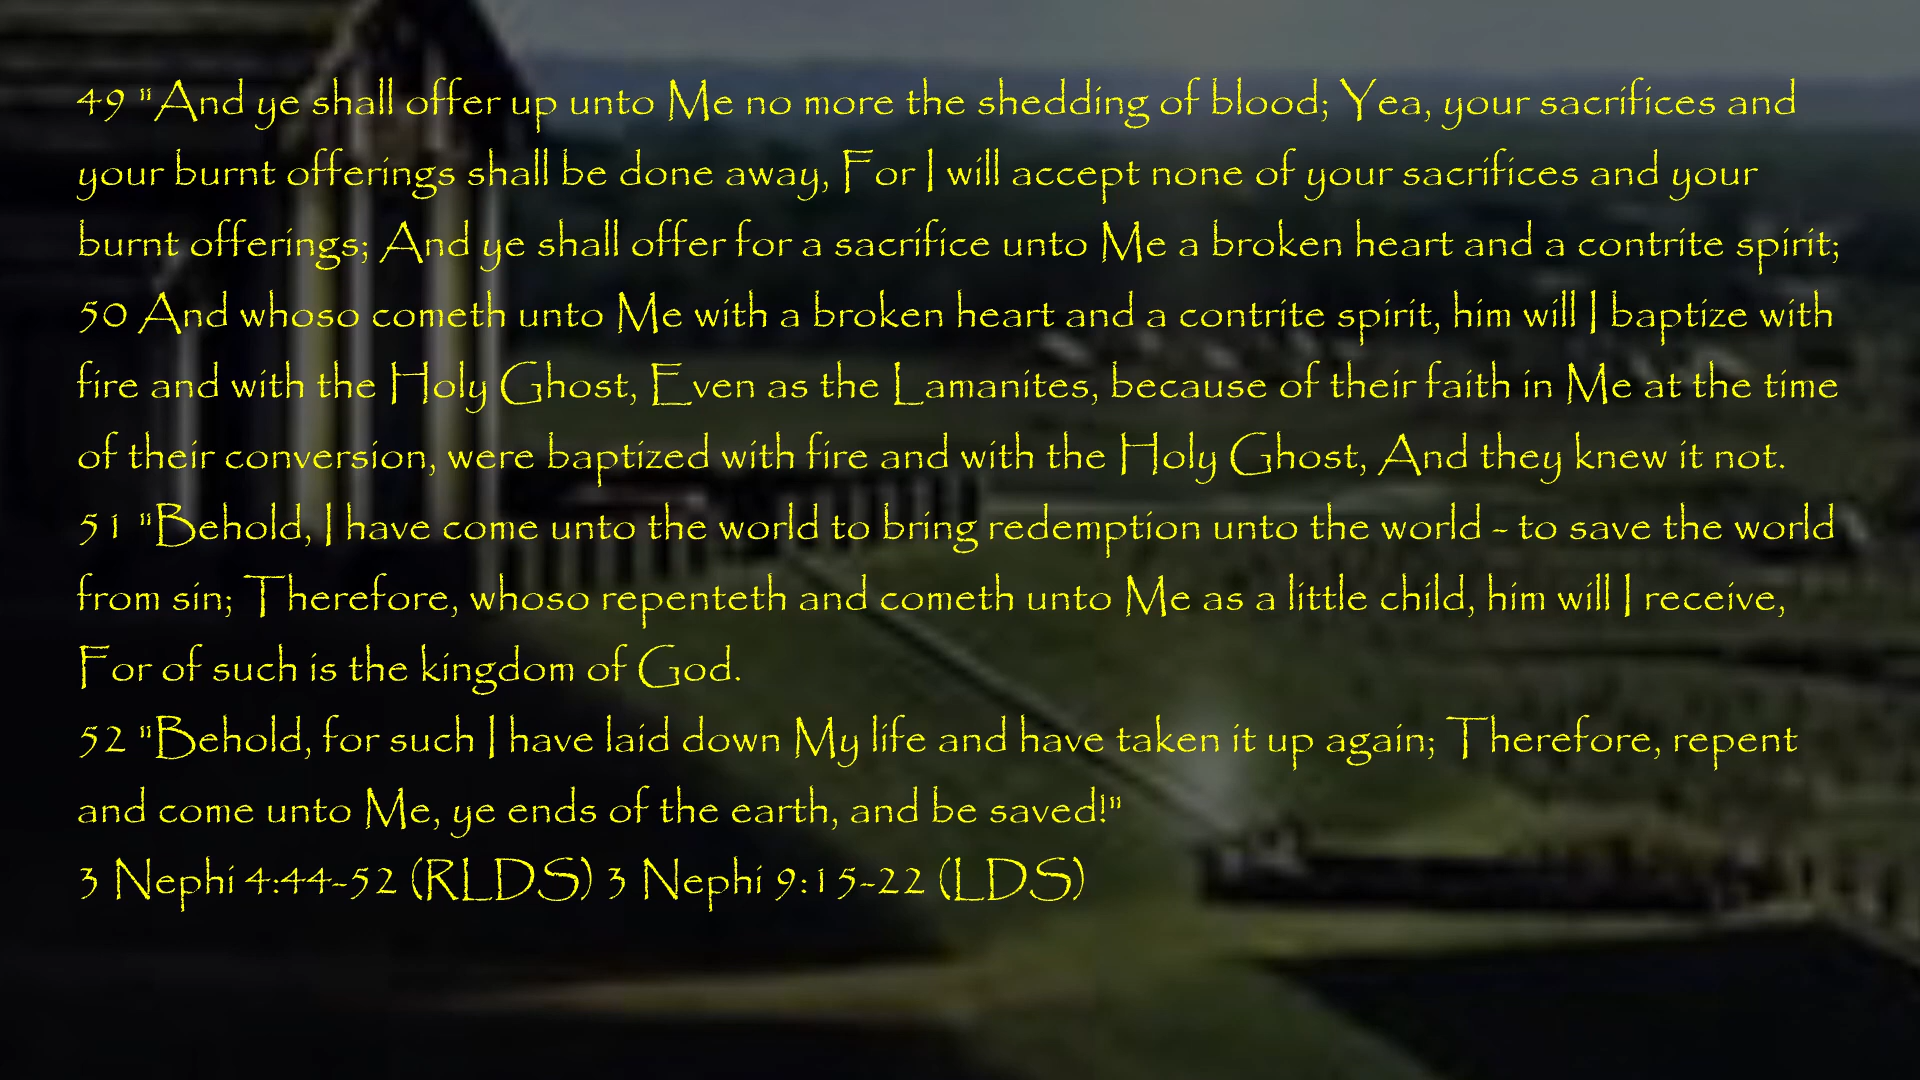 49 "And ye shall offer up unto Me no more the shedding of blood; Yea, your sacrifices and
your burnt offerings shall be done away, For I will accept none of your sacrifices and your
burnt offerings; And ye shall offer for a sacrifice unto Me a broken heart and a contrite spirit;
50 And whoso cometh unto Me with a broken heart and a contrite spirit, him will I baptize with
fire and with the Holy Ghost, Even as the Lamanites, because of their faith in Me at the time
of their conversion, were baptized with fire and with the Holy Ghost, And they knew it not.
51 "Behold, I have come unto the world to bring redemption unto the world - to save the world
from sin; Therefore, whoso repenteth and cometh unto Me as a little child, him will I receive,
For of such is the kingdom of God.
52 "Behold, for such I have laid down My life and have taken it up again; Therefore, repent
and come unto Me, ye ends of the earth, and be saved!"
3 Nephi 4:44-52 (RLDS) 3 Nephi 9:15-22 (LDS)